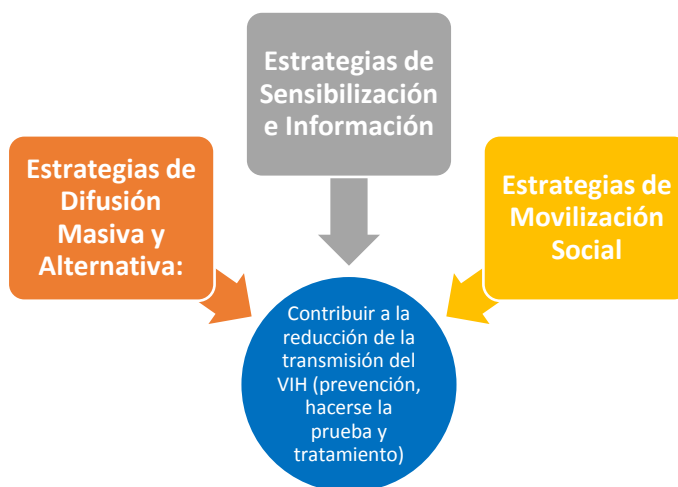 Estrategias de
Sensibilización
e Información
Estrategias de
Difusión
Masiva y
Alternativa:
Estrategias de
Movilización
Social
Contribuir a la
reducción de la
transmisión del
VIH (prevención,
hacerse la
prueba y
tratamiento)